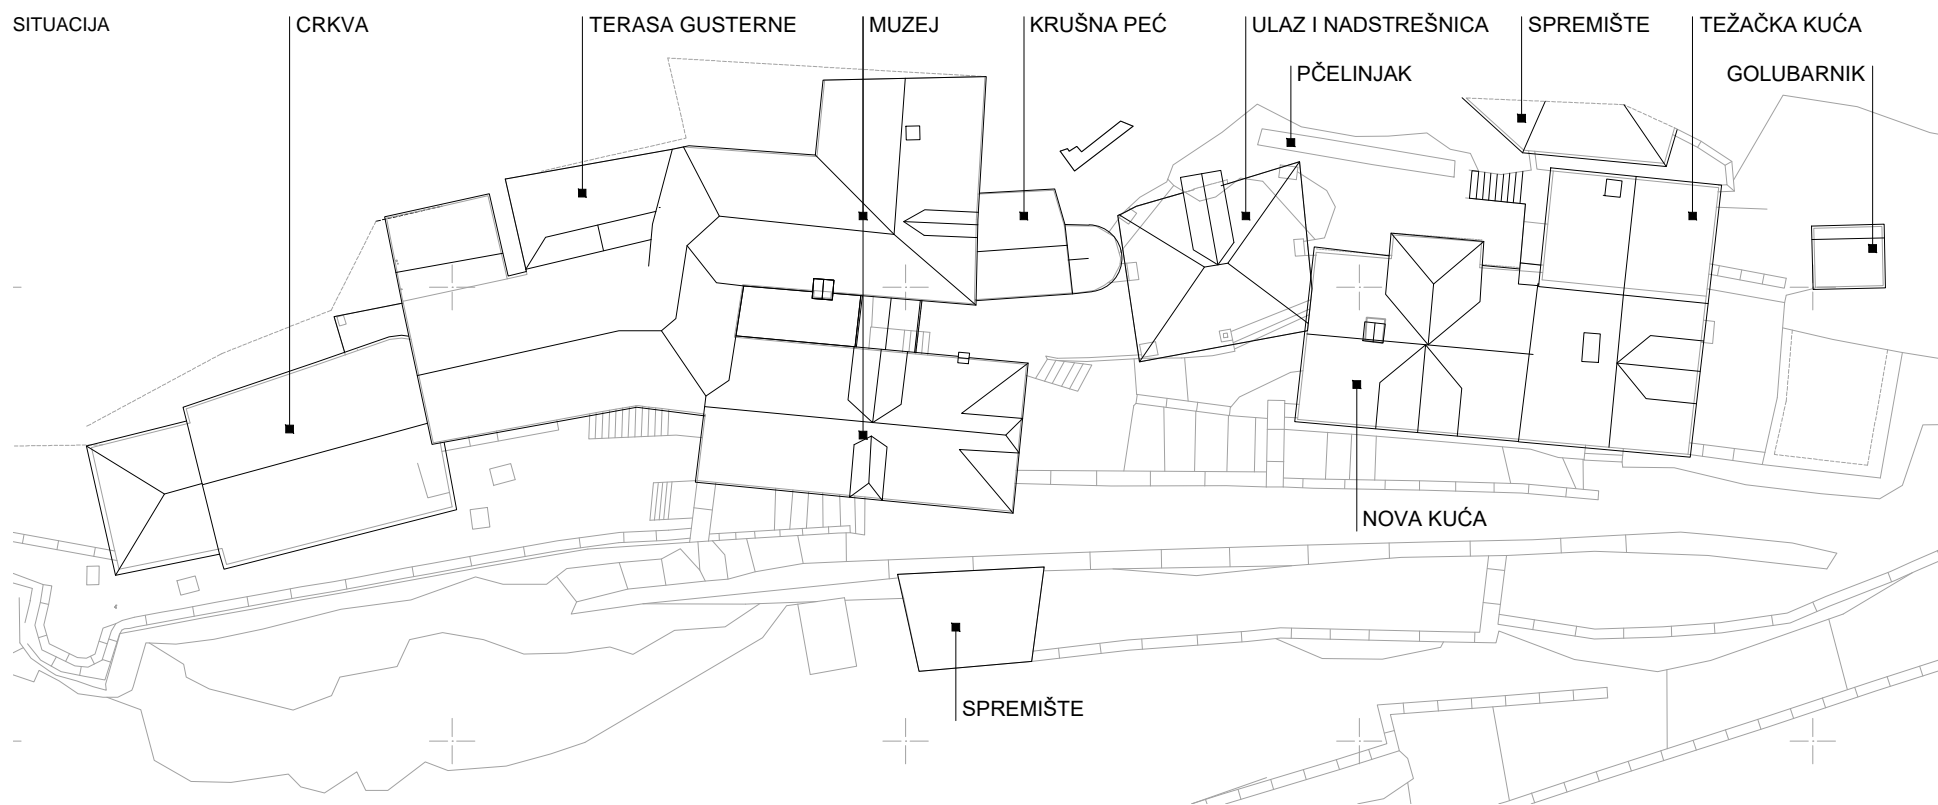 SITUACIJA
CRKVA
TERASA GUSTERNE
MUZEJ
KRUŠNA PEĆ
ULAZ I NADSTREŠNICA
SPREMIŠTE
TEŽAČKA KUĆA
PČELINJAK
GOLUBARNIK
NOVA KUĆA
SPREMIŠTE